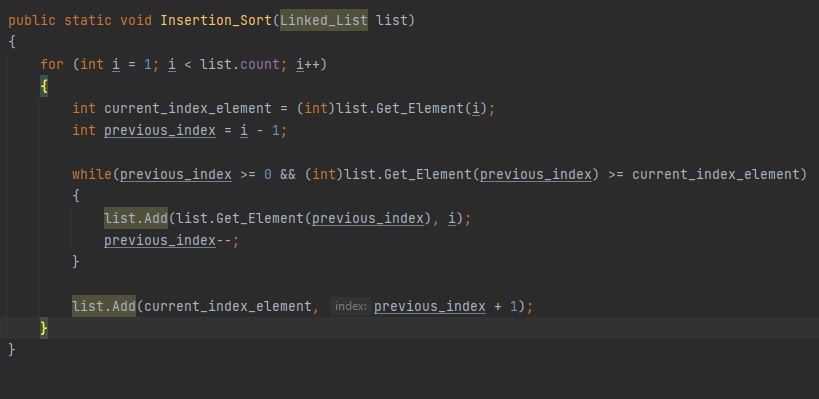 public static void Insertion_Sort(Linked_List list)
{
    for (int i = 1; i < list.count; i++)
    {
        int current_index_element = (int)list.Get_Element(i);
        int previous_index = i - 1;

        while(previous_index >= 0 && (int)list.Get_Element(previous_index) >= current_index_element)
        {
            list.Add(list.Get_Element(previous_index), i);
            previous_index--;
        }

        list.Add(current_index_element, index: previous_index + 1);
    }
}